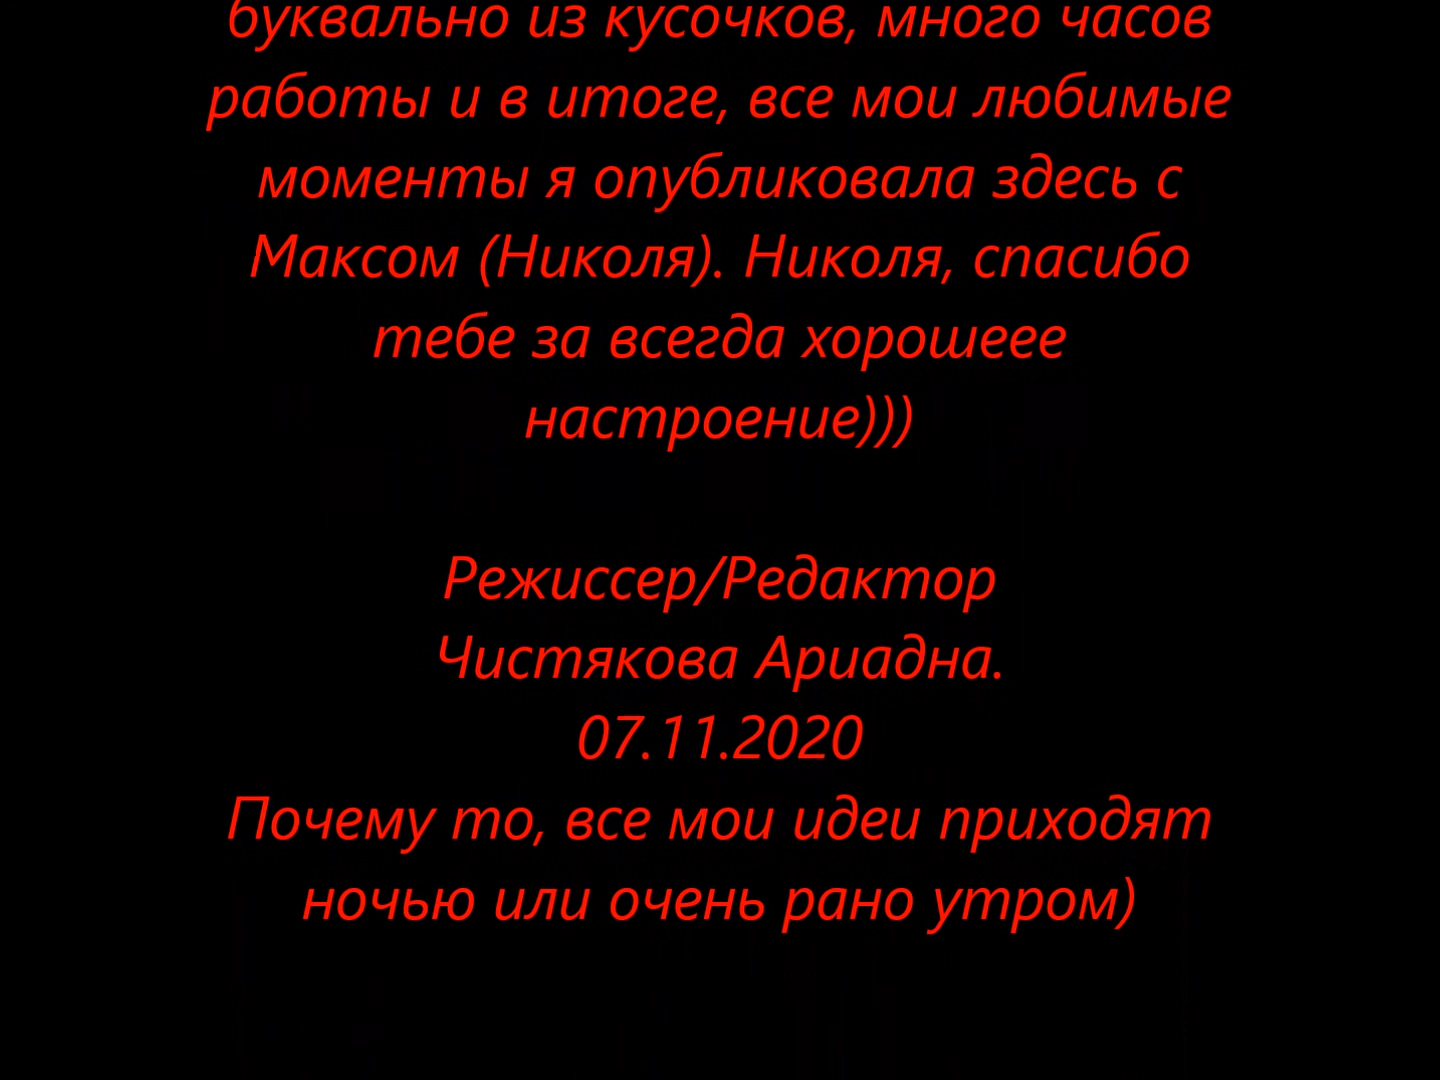 буквально из кусочков, много часов
работы и в итоге, все мои любимые
моменты я опубликовала здесь с
Максом (Николя). Николя, спасибо
тебе за всегда хорошеее
настроение)))
Режиссер/Редактор
Чистякова Ариадна.
07.11.2020
Почему то, все мои идеи приходят
ночью или очень рано утром)